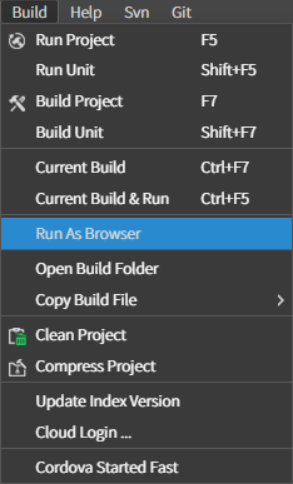 Build Help Svn Git
Run Project F5
Run Unit Shift+F5
Build Project F7
Build Unit Shift+F7
Current Build Ctrl+F7
Current Build & Run Ctrl+F5
Run As Browser
Open Build Folder
Copy Build File
Clean Project
Compress Project
Update Index Version
Cloud Login ...
Cordova Started Fast